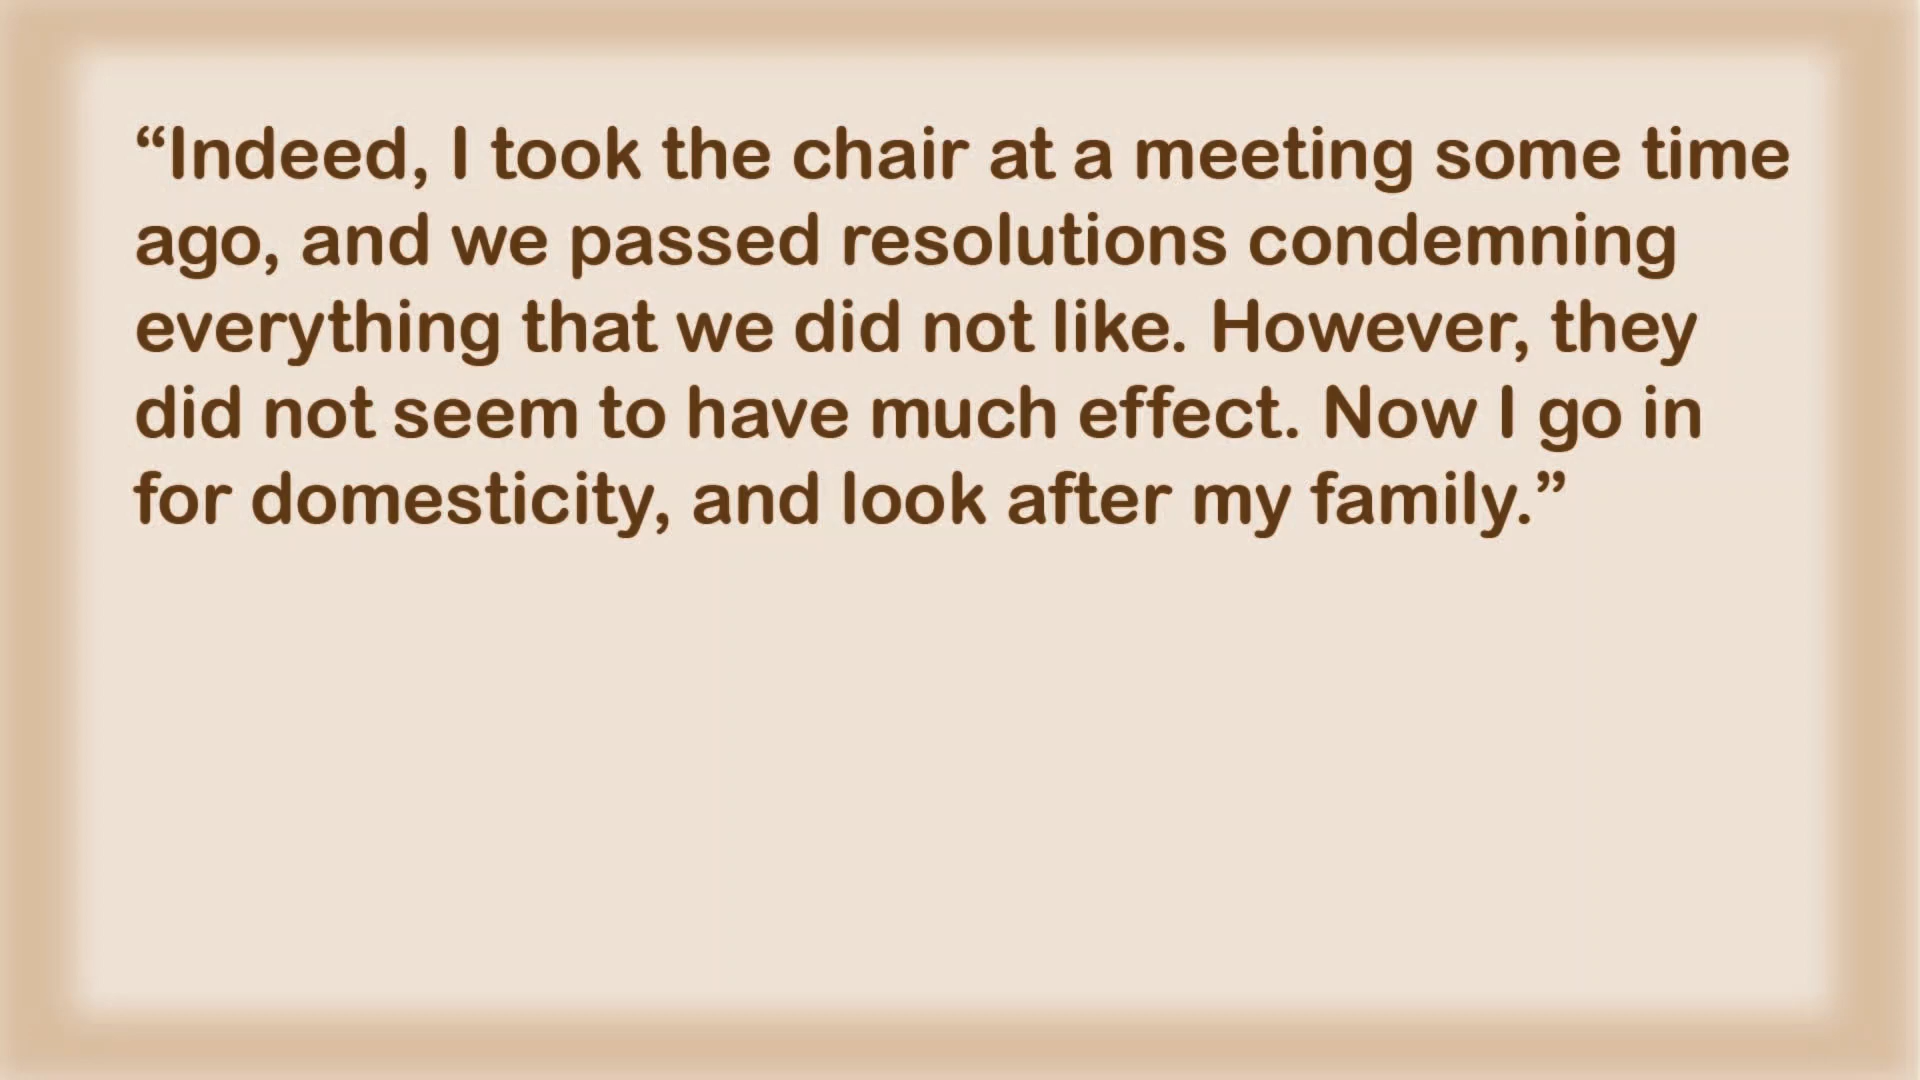 “Indeed, I took the chair at a meeting some time
ago, and we passed resolutions condemning
everything that we did not like. However, they
did not seem to have much effect. Now I go in
for domesticity, and look after my family.”